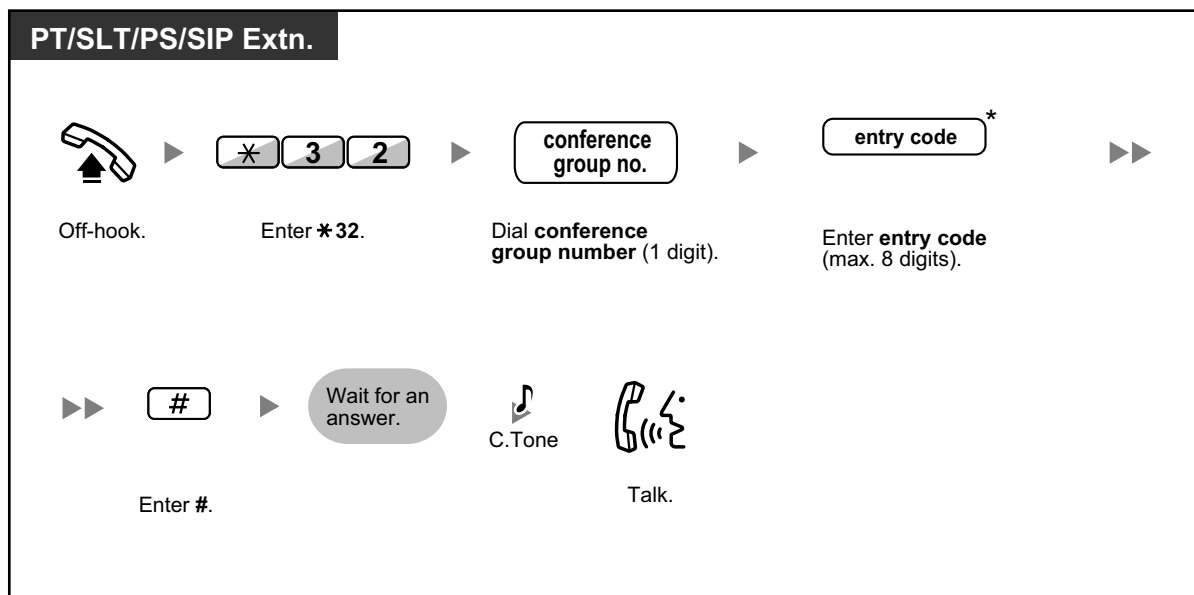 PT/SLT/PS/SIP Extn.
* 3 2
conference
group no.
entry code *
Off-hook.
Enter *32.
Dial conference
group number (1 digit).
Enter entry code
(max. 8 digits).
#
Wait for an
answer.
C.Tone
Enter #.
Talk.